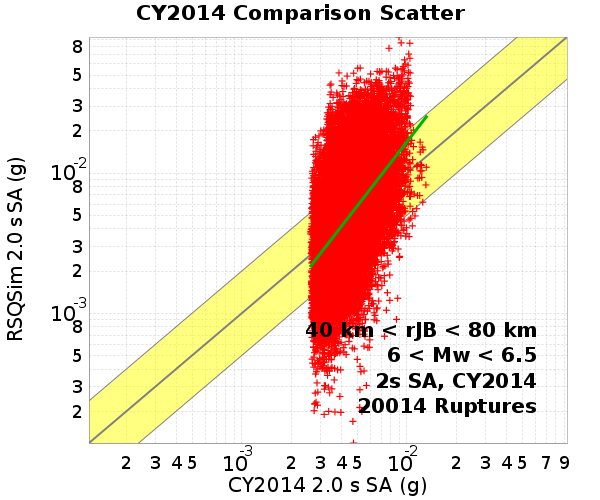 CY2014 Comparison Scatter
RSQSim 2.0 s SA (g)
8
5
3
2
10-2
8
5
3
2
10-3
8
5
3
2
40 km < rJB < 80 km
6 < Mw < 6.5
2s SA, CY2014
20014 Ruptures
2 3 4 5 10-3 2 3 4 5 10-2 2 3 4 5 7 9
CY2014 2.0 s SA (g)